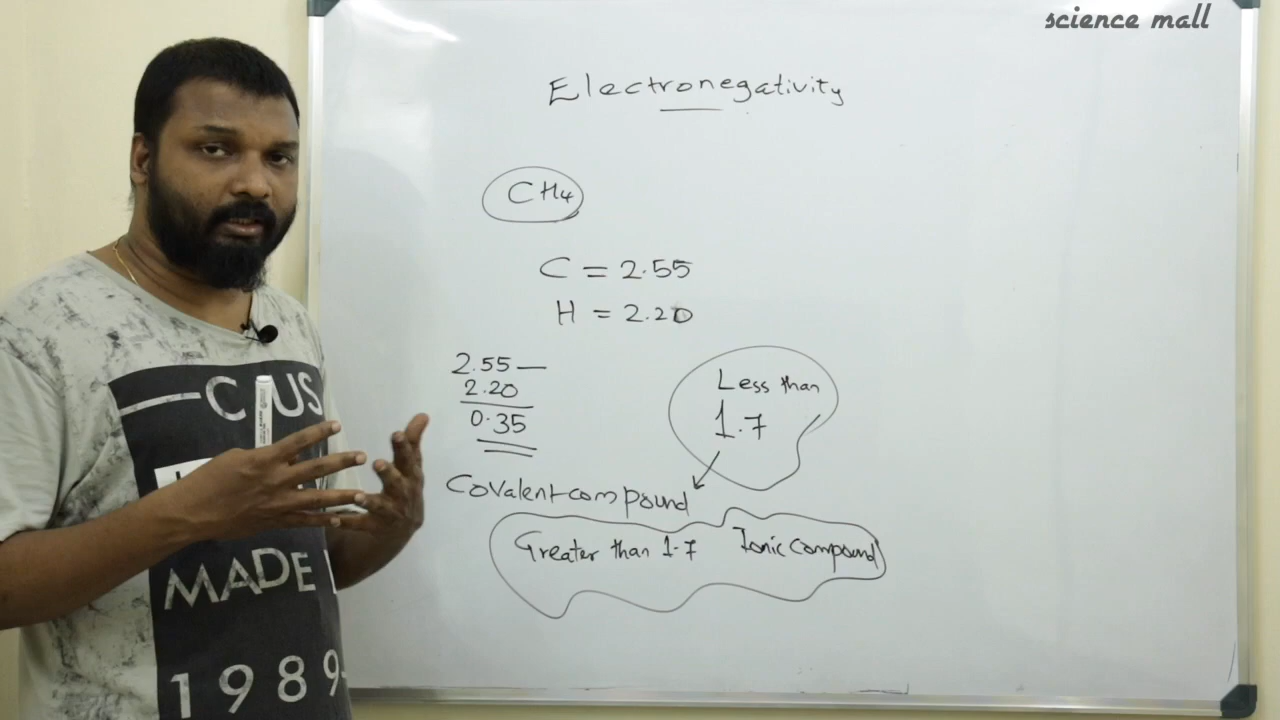 science mall
Electronegativity
CH4
C = 2.55
H = 2.20
2.55 —
2.20
0.35
Less than
1.7
Covalent compound
Greater than 1.7 Ionic compound
MADE
1989